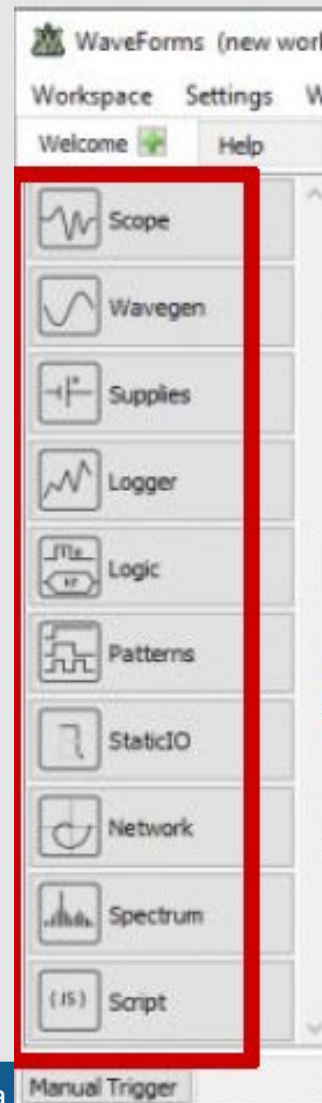 WaveForms (new work
Workspace Settings W
Welcome Help
Scope
Wavegen
Supplies
Logger
Logic
Patterns
StaticIO
Network
Spectrum
{JS} Script
a Manual Trigger